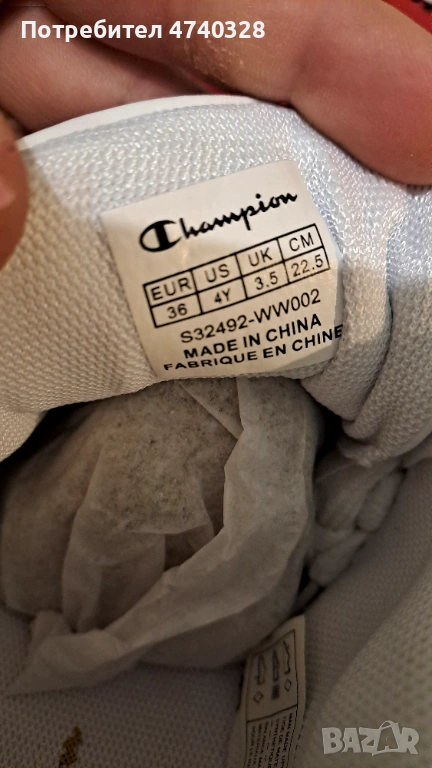 Потребител 4740328
Champion
EUR US UK CM
36 4Y 3.5 22.5
S32492-WW002
MADE IN CHINA
FABRIQUE EN CHINE
BAZAR